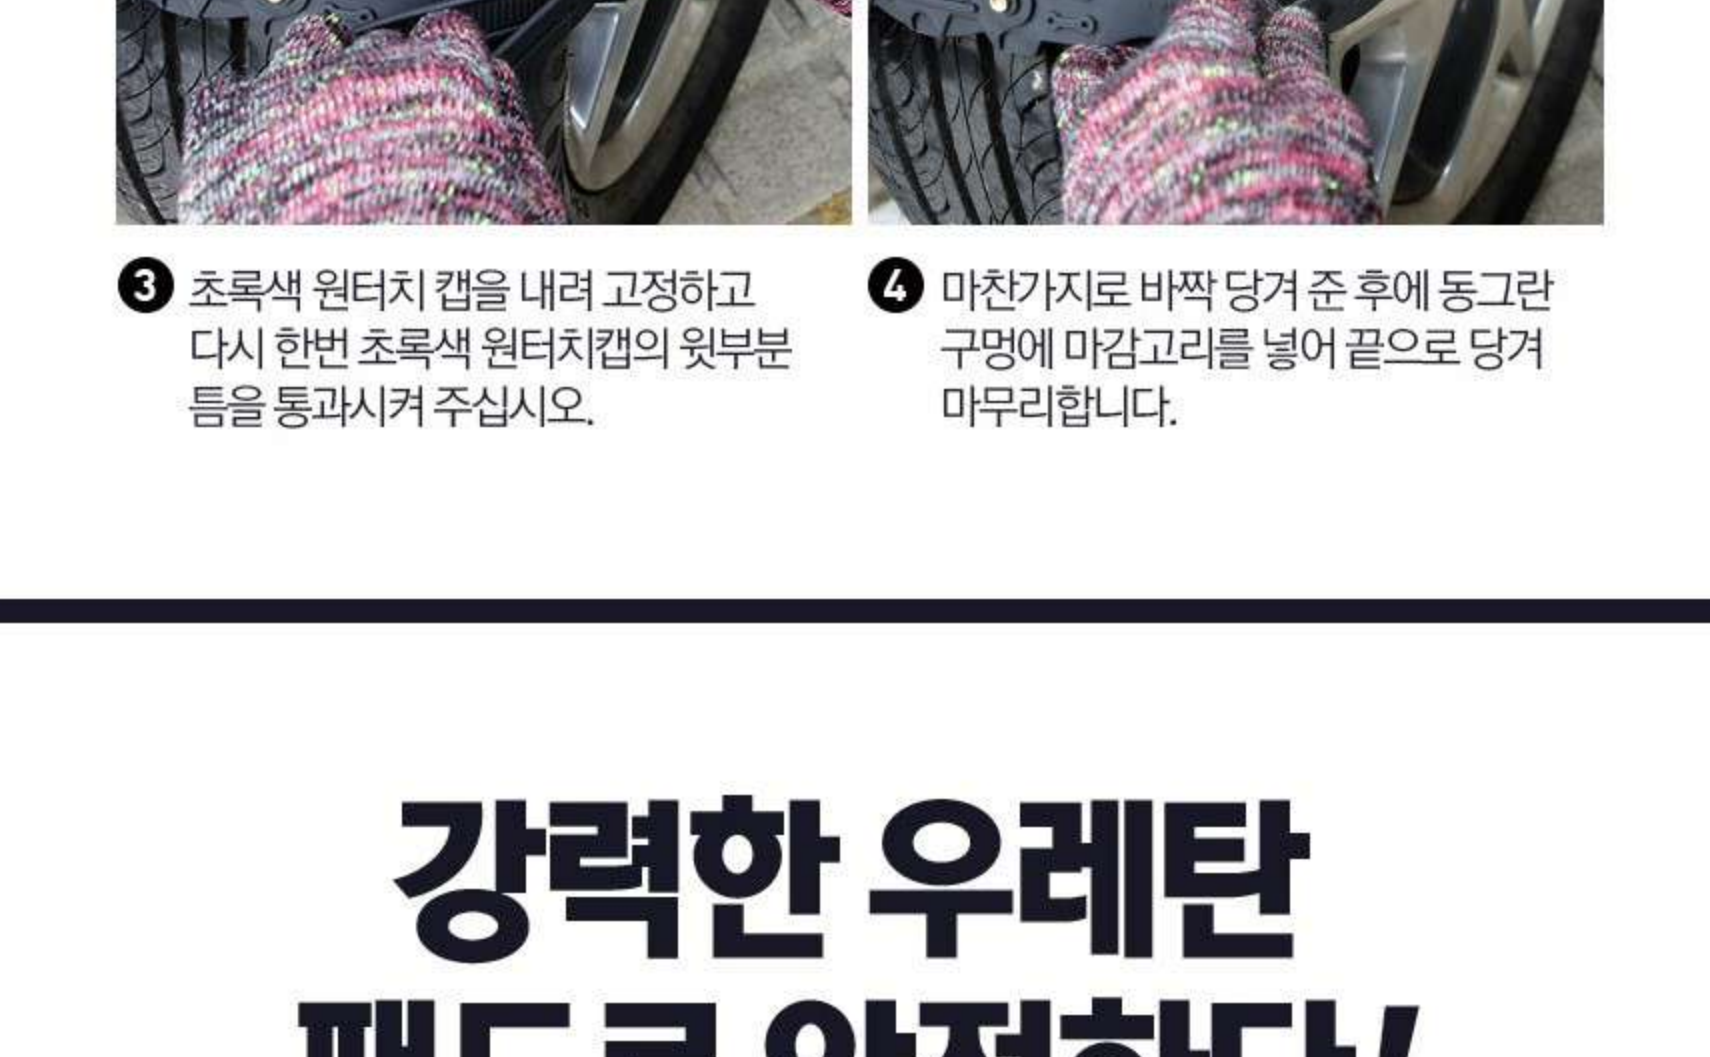 3 초록색 원터치 캡을 내려 고정하고
다시 한번 초록색 원터치캡의 윗부분
틈을 통과시켜 주십시오.
4 마찬가지로 바짝 당겨 준 후에 동그란
구멍에 마감고리를 넣어 끝으로 당겨
마무리합니다.
강력한 우레탄